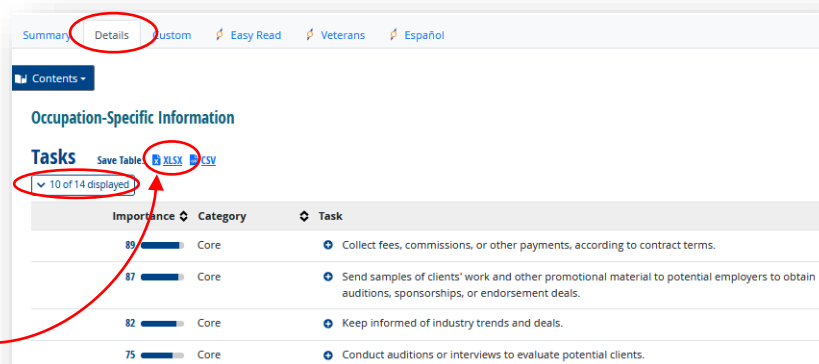 Summary Details Custom Easy Read Veterans Español
Contents
Occupation-Specific Information
Tasks Save Table: XLSX CSV
10 of 14 displayed
Importance Category Task
89 Core Collect fees, commissions, or other payments, according to contract terms.
87 Core Send samples of clients' work and other promotional material to potential employers to obtain
auditions, sponsorships, or endorsement deals.
82 Core Keep informed of industry trends and deals.
75 Core Conduct auditions or interviews to evaluate potential clients.